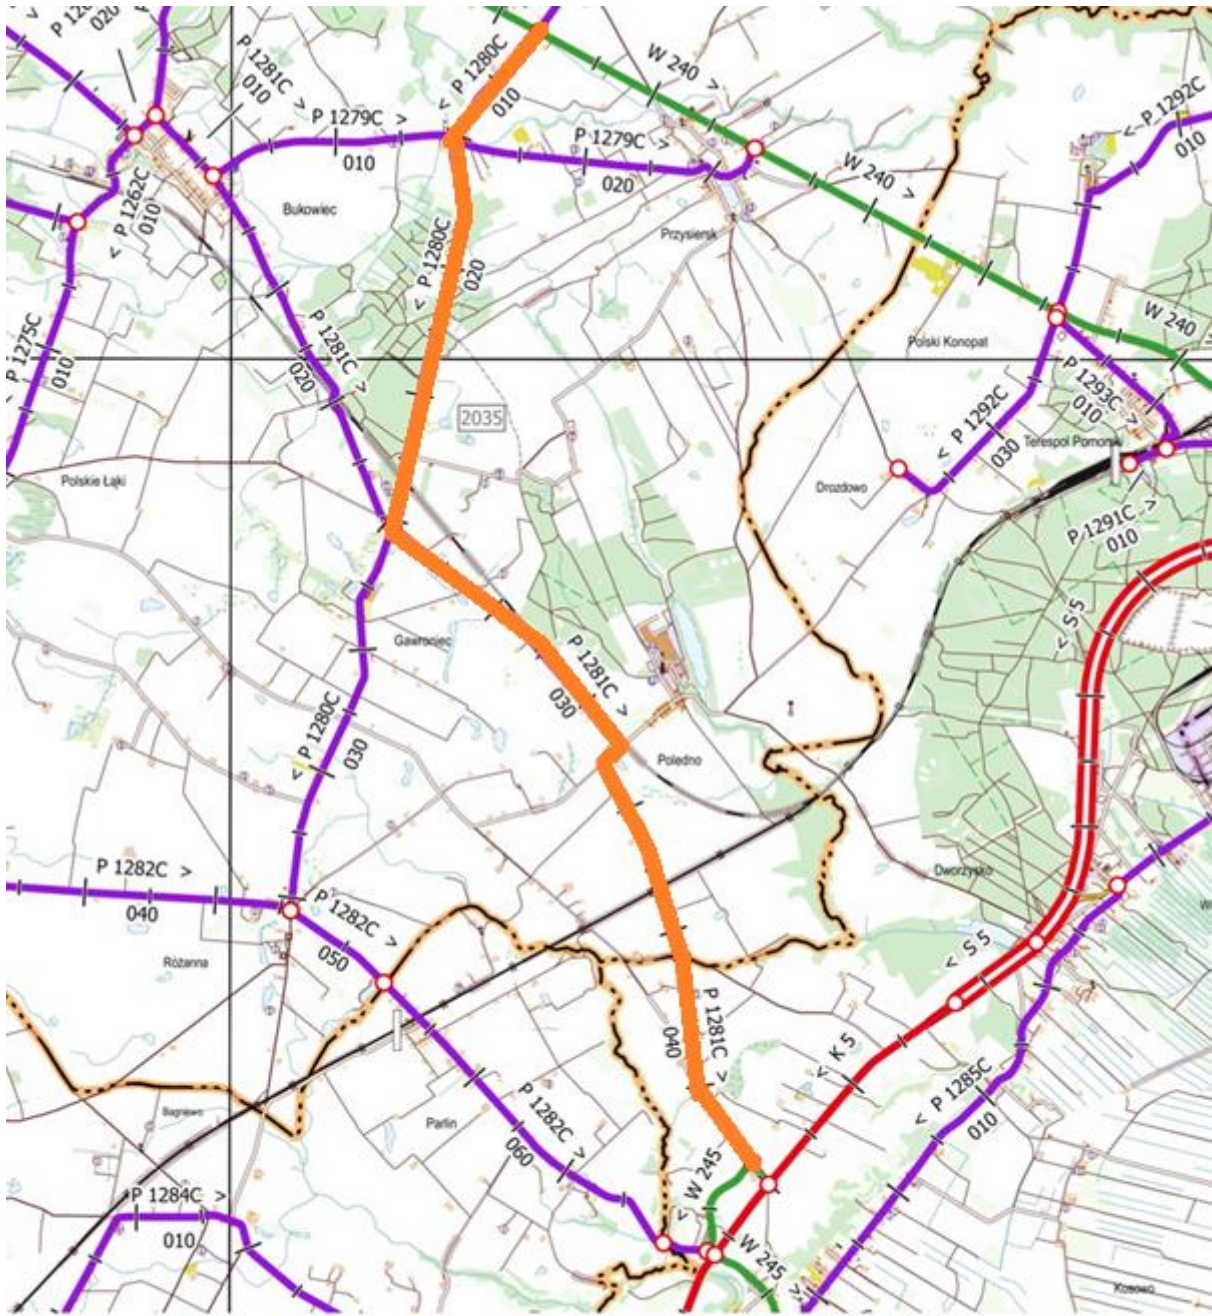 020
P 1281C >
010
< P 1280C
010
W 240 >
P 1279C >
010
P 1279C >
020
< P 1292C
010
W 240 >
< P 1262C
010
Bukowiec
Przysiersk
< P 1280C
020
P 1275C
010
P 1281C >
020
Polski Konopat
W 240 >
2035
< P 1292C
030
P 1293C >
010
Terespol Pomorski
Polskie Łąki
Drozdowo
P 1291C >
010
< S 5
Gawroniec
P 1281C >
030
< P 1280C
030
Poledno
P 1282C >
040
P 1282C >
050
Dworzysko
Różanna
< S 5
P 1281C >
040
< K 5
Bagniewo
Parlin
P 1282C >
060
< P 1285C
010
< W 245
P 1284C >
010
W 245 >
Kosowo